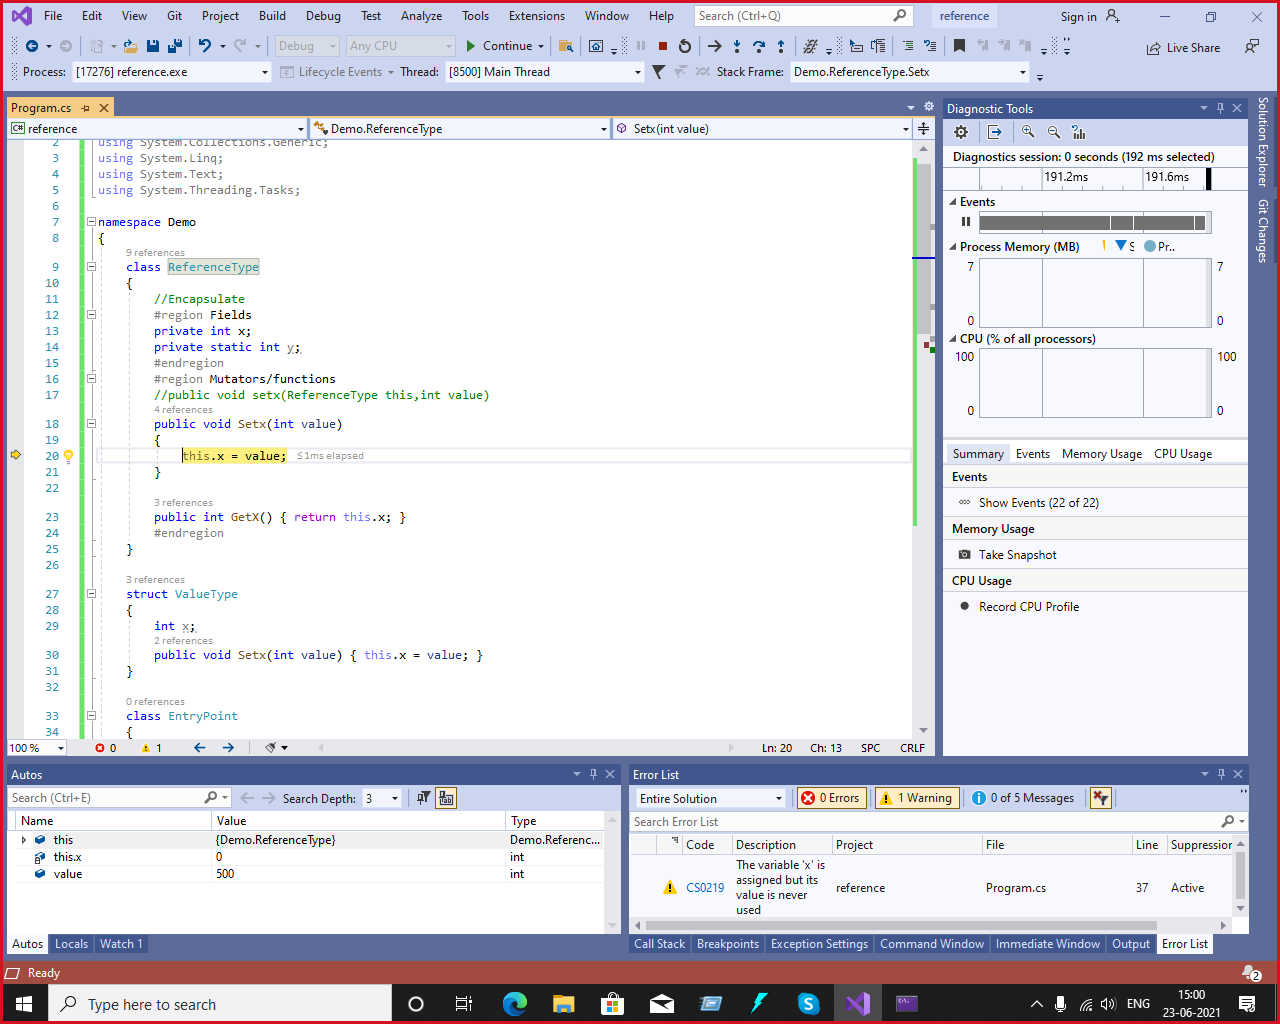 File Edit View Git Project Build Debug Test Analyze Tools Extensions Window Help Search (Ctrl+Q) reference Sign in
Debug Any CPU Continue Live Share
Process: [17276] reference.exe Lifecycle Events Thread: [8500] Main Thread Stack Frame: Demo.ReferenceType.Setx
Program.cs
C# reference Demo.ReferenceType Setx(int value)
2 using System.Collections.Generic;
3 using System.Linq;
4 using System.Text;
5 using System.Threading.Tasks;
6
7 namespace Demo
8 {
9 references
9 class ReferenceType
10 {
11 //Encapsulate
12 #region Fields
13 private int x;
14 private static int y;
15 #endregion
16 #region Mutators/functions
17 //public void setx(ReferenceType this,int value)
4 references
18 public void Setx(int value)
19 {
20 this.x = value; ≤1ms elapsed
21 }
22
3 references
23 public int GetX() { return this.x; }
24 #endregion
25 }
26
3 references
27 struct ValueType
28 {
29 int x;
2 references
30 public void Setx(int value) { this.x = value; }
31 }
32
0 references
33 class EntryPoint
34 {
100 % 0 1 Ln: 20 Ch: 13 SPC CRLF
Diagnostic Tools
Diagnostics session: 0 seconds (192 ms selected)
191.2ms 191.6ms
Events
Process Memory (MB) S Pr..
7 7
0 0
CPU (% of all processors)
100 100
0 0
Summary Events Memory Usage CPU Usage
Events
Show Events (22 of 22)
Memory Usage
Take Snapshot
CPU Usage
Record CPU Profile
Solution Explorer
Git Changes
Autos
Search (Ctrl+E) Search Depth: 3
Name Value Type
this {Demo.ReferenceType} Demo.Referenc...
this.x 0 int
value 500 int
Autos Locals Watch 1
Error List
Entire Solution 0 Errors 1 Warning 0 of 5 Messages
Search Error List
Code Description Project File Line Suppression
CS0219 The variable 'x' is assigned but its value is never used reference Program.cs 37 Active
Call Stack Breakpoints Exception Settings Command Window Immediate Window Output Error List
Ready 2
Type here to search ENG 15:00
23-06-2021